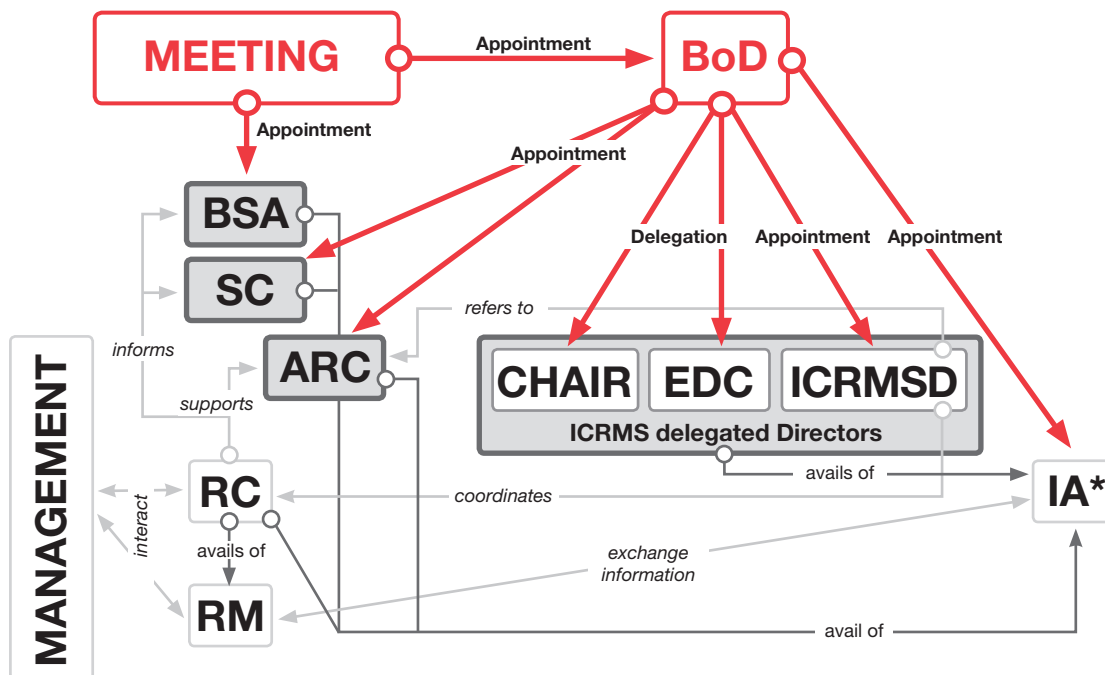 MEETING
Appointment
BoD
Appointment
Appointment
BSA
Delegation
Appointment
Appointment
SC
refers to
informs
ARC
CHAIR
EDC
ICRMSD
supports
ICRMS delegated Directors
MANAGEMENT
avails of
RC
coordinates
IA*
interact
avails of
exchange
information
RM
avail of